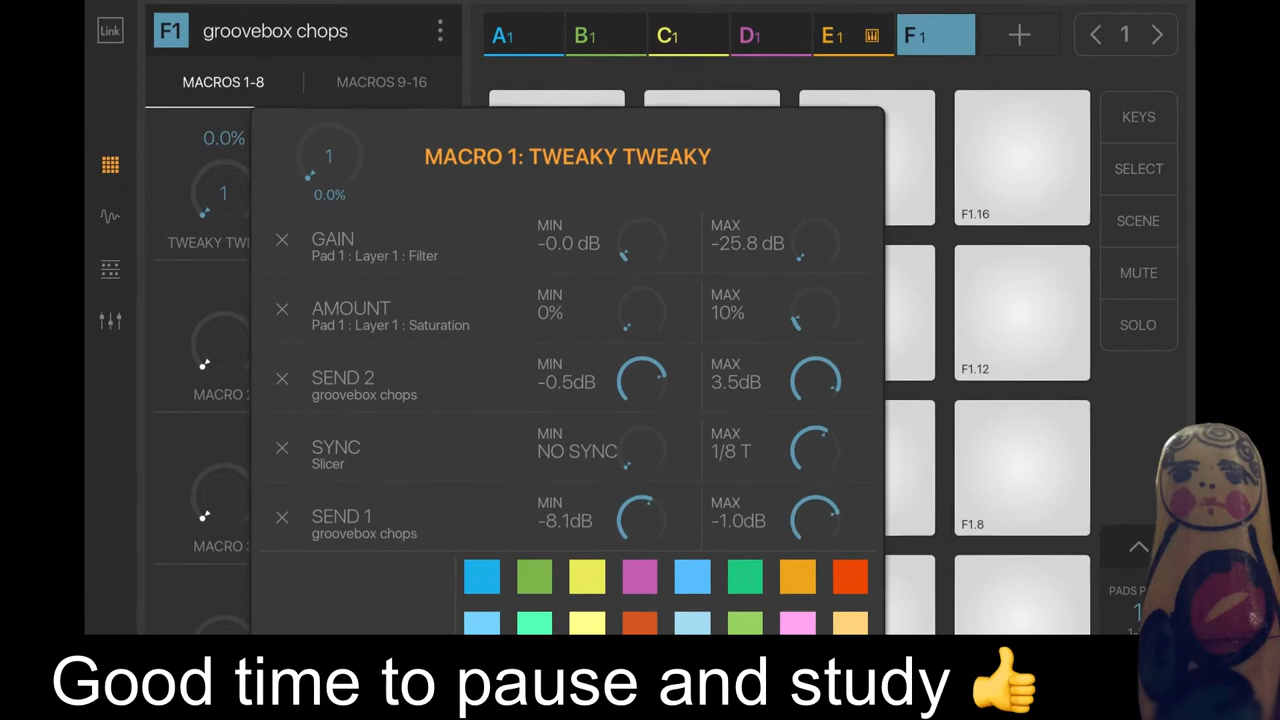 Link
F1 groovebox chops
A1 B1 C1 D1 E1 F1 + 1
MACROS 1-8 MACROS 9-16
0.0%
1
TWEAKY TWE
MACRO
MACRO
1
0.0%
MACRO 1: TWEAKY TWEAKY
GAIN
Pad 1 : Layer 1 : Filter
MIN
-0.0 dB
MAX
-25.8 dB
AMOUNT
Pad 1 : Layer 1 : Saturation
MIN
0%
MAX
10%
SEND 2
groovebox chops
MIN
-0.5dB
MAX
3.5dB
SYNC
Slicer
MIN
NO SYNC
MAX
1/8 T
SEND 1
groovebox chops
MIN
-8.1dB
MAX
-1.0dB
F1.16
F1.12
F1.8
KEYS
SELECT
SCENE
MUTE
SOLO
PADS P
Good time to pause and study 👍